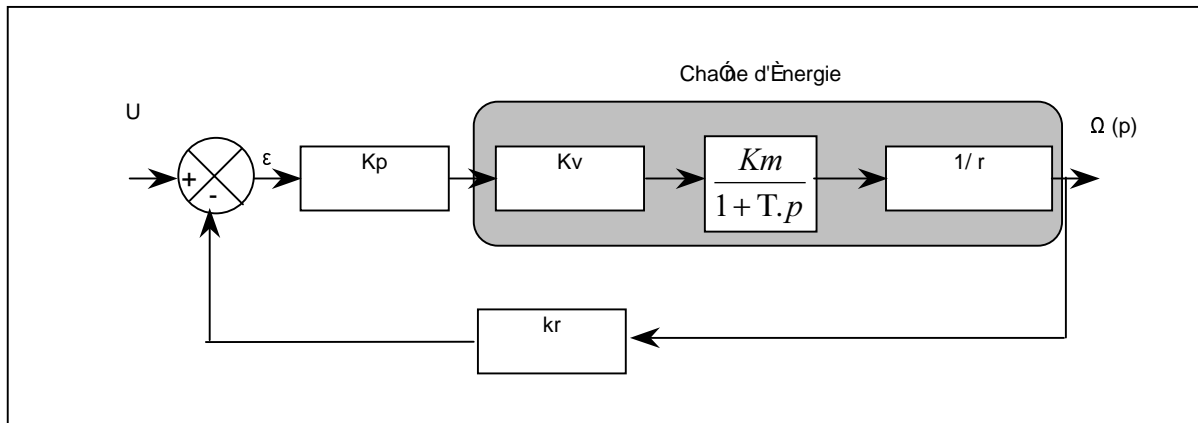 ChaÓne d'Ènergie
U
Ω (p)
ε
Kp
Kv
Km
1/ r
+
1 + T.p
-
kr